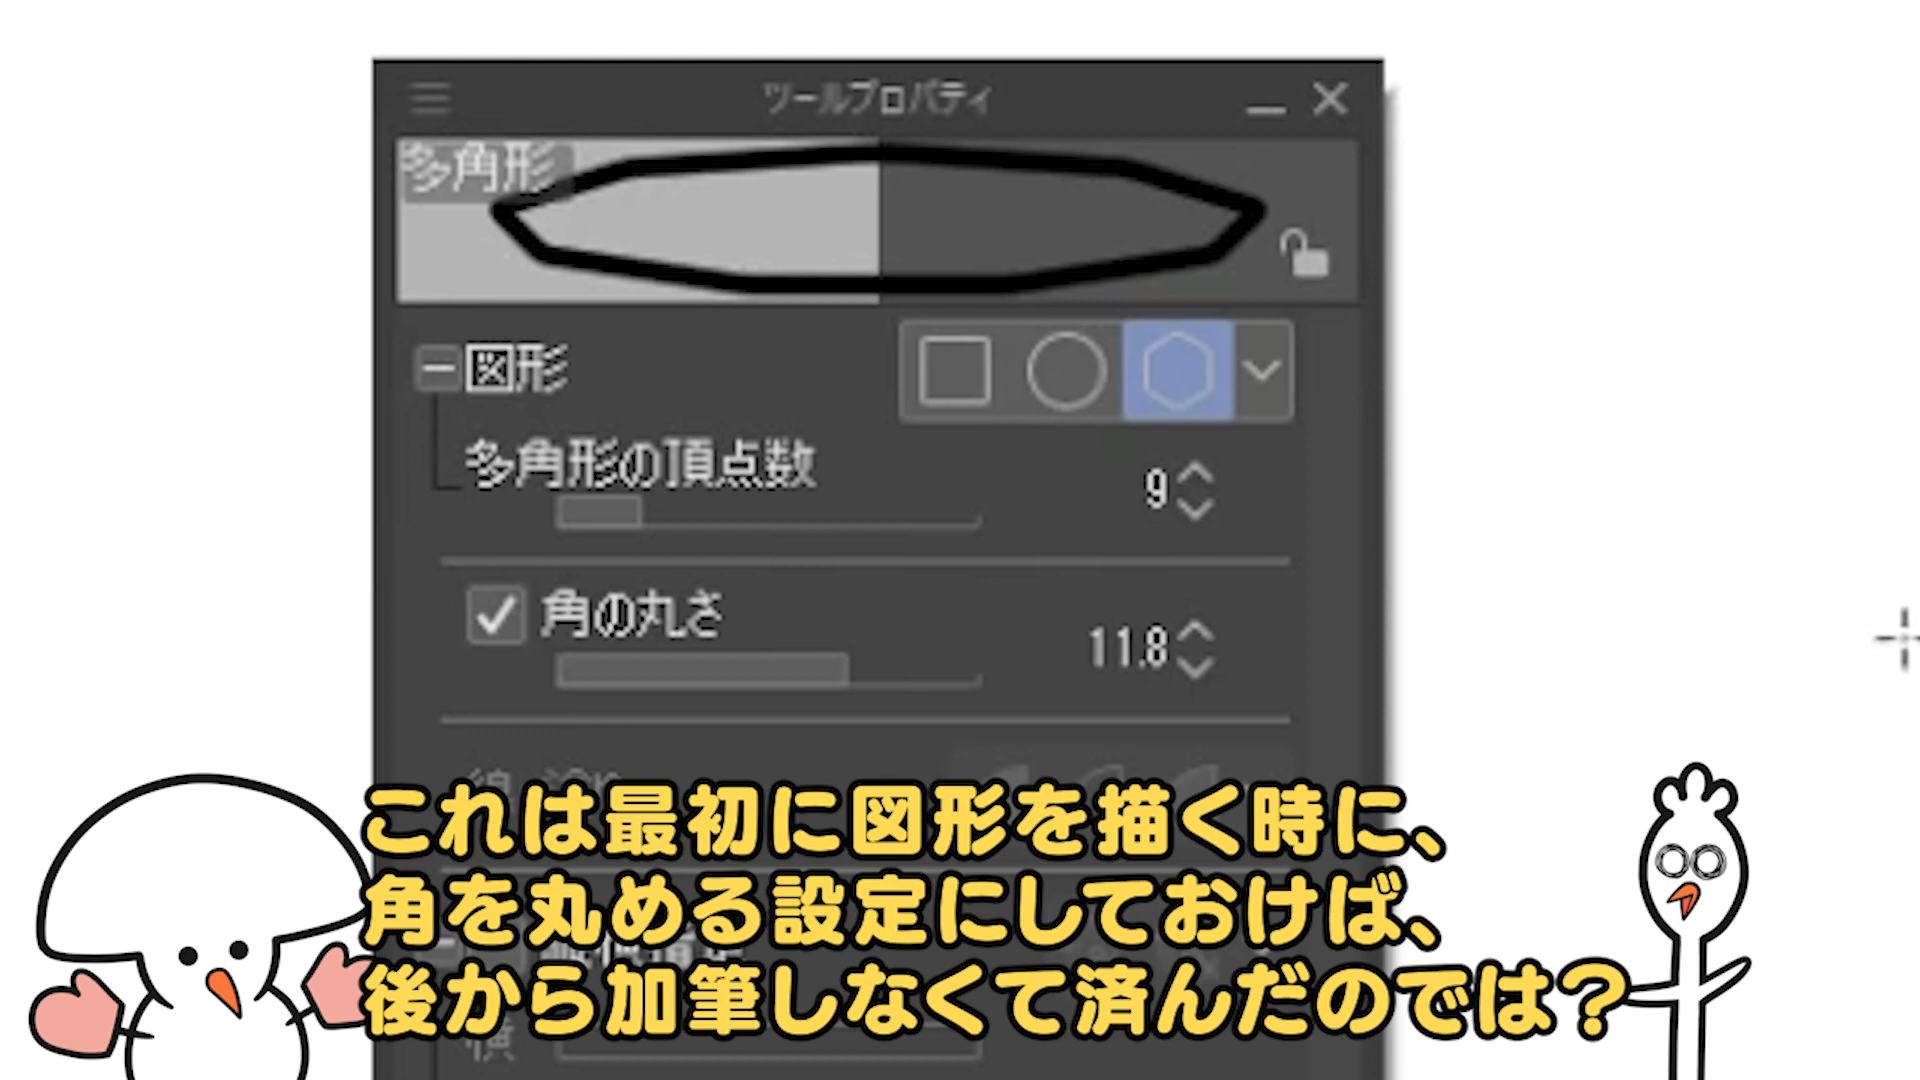 ツールプロパティ
多角形
図形
多角形の頂点数
9
角の丸さ
11.8
これは最初に図形を描く時に、
角を丸める設定にしておけば、
後から加筆しなくて済んだのでは？
横